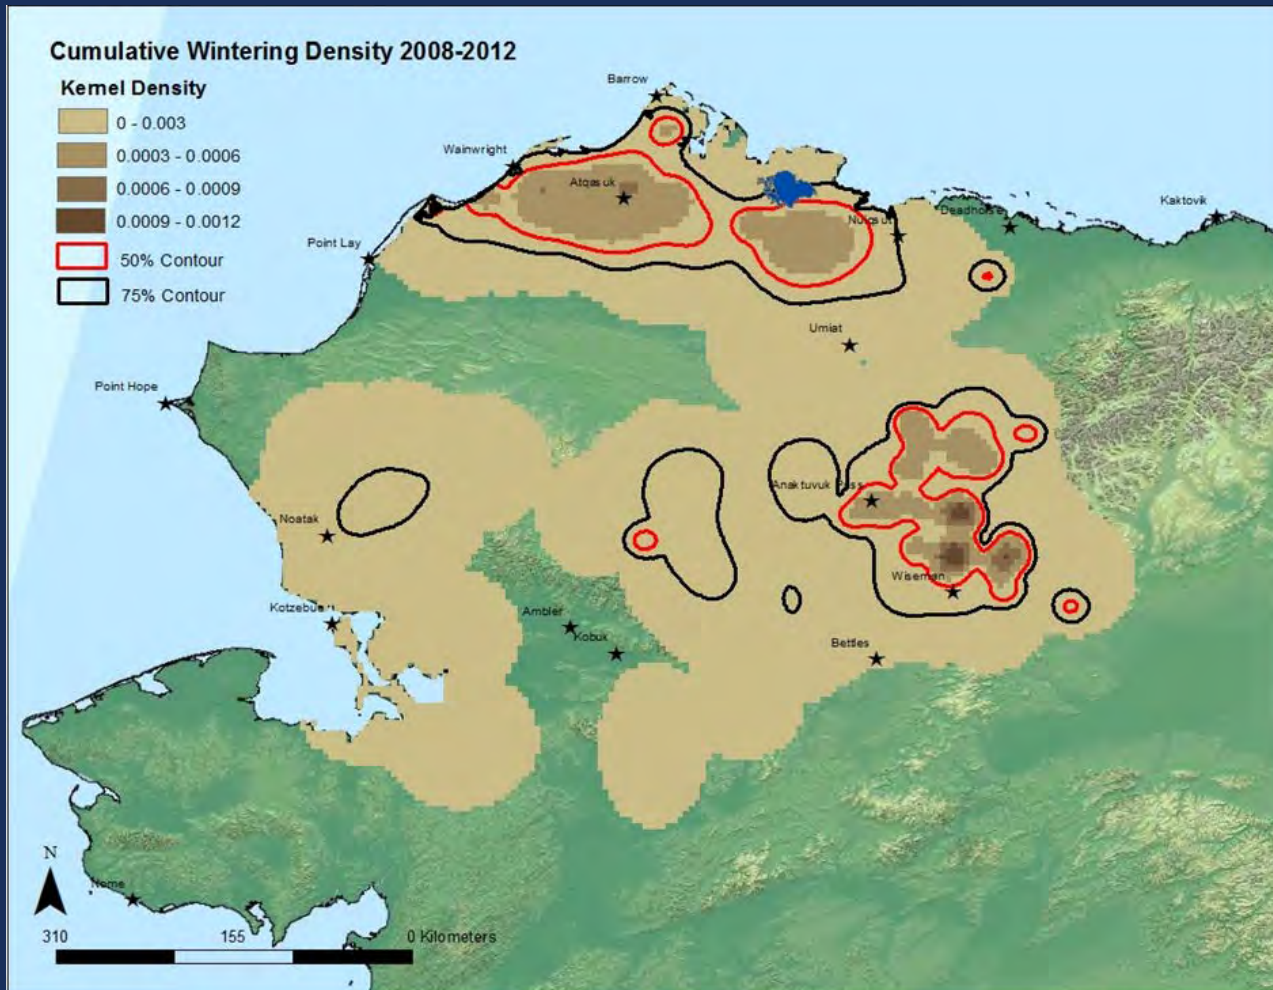 Cumulative Wintering Density 2008-2012
Kernel Density
0 - 0.003
0.0003 - 0.0006
0.0006 - 0.0009
0.0009 - 0.0012
50% Contour
75% Contour
Barrow
Wainwright
Atqasuk
Nuiqsut
Deadhorse
Kaktovik
Point Lay
Umiat
Point Hope
Anaktuvuk Pass
Noatak
Wiseman
Kotzebue
Ambler
Kobuk
Bettles
Nome
N
310 155 0 Kilometers